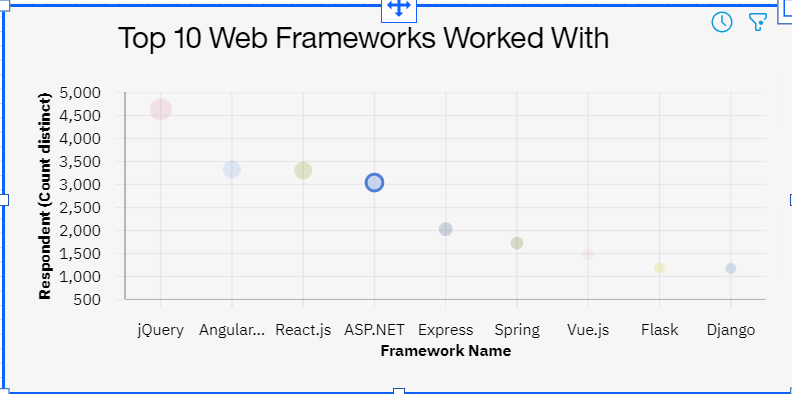 Top 10 Web Frameworks Worked With
Respondent (Count distinct)
5,000
4,500
4,000
3,500
3,000
2,500
2,000
1,500
1,000
500
jQuery Angular... React.js ASP.NET Express Spring Vue.js Flask Django
Framework Name